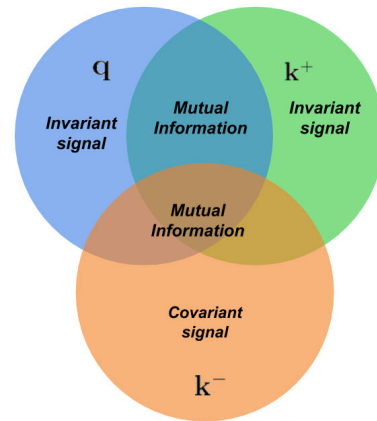 q
k+
Invariant
signal
Mutual
Information
Invariant
signal
Mutual
Information
Covariant
signal
k−